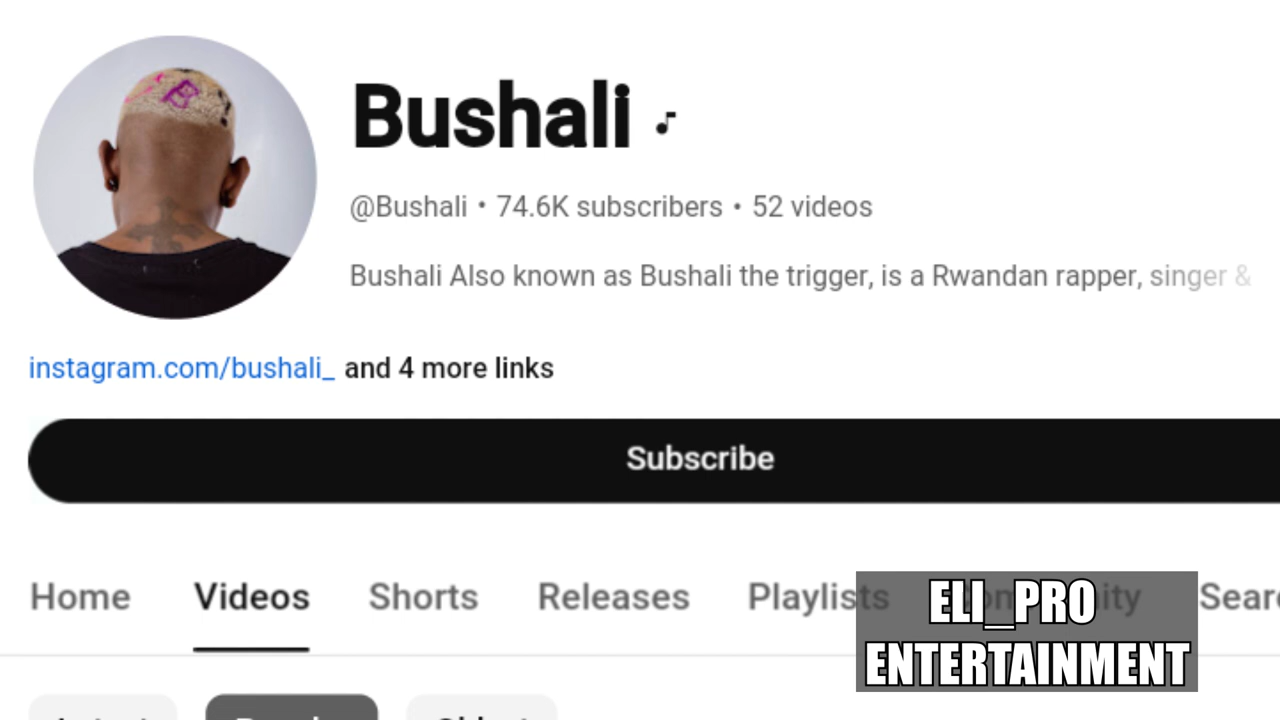 Bushali
@Bushali • 74.6K subscribers • 52 videos
Bushali Also known as Bushali the trigger, is a Rwandan rapper, singer &
instagram.com/bushali_ and 4 more links
Subscribe
Home Videos Shorts Releases Playlists
ELI_PRO
ENTERTAINMENT